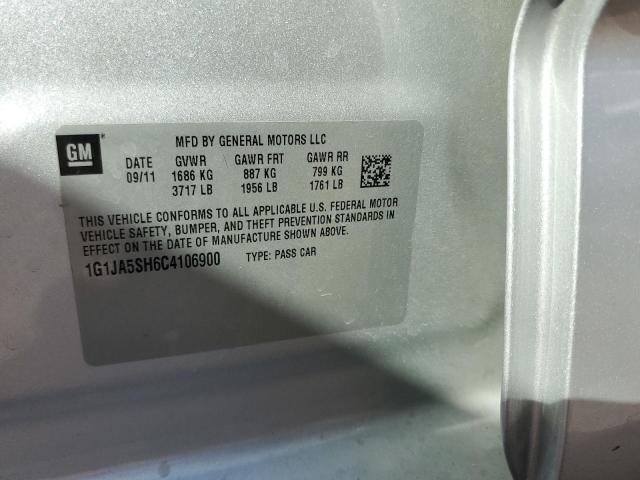 GM
MFD BY GENERAL MOTORS LLC
DATE GVWR GAWR FRT GAWR RR
09/11 1686 KG 887 KG 799 KG
3717 LB 1956 LB 1761 LB
THIS VEHICLE CONFORMS TO ALL APPLICABLE U.S. FEDERAL MOTOR
VEHICLE SAFETY, BUMPER, AND THEFT PREVENTION STANDARDS IN
EFFECT ON THE DATE OF MANUFACTURE SHOWN ABOVE.
1G1JA5SH6C4106900 TYPE: PASS CAR